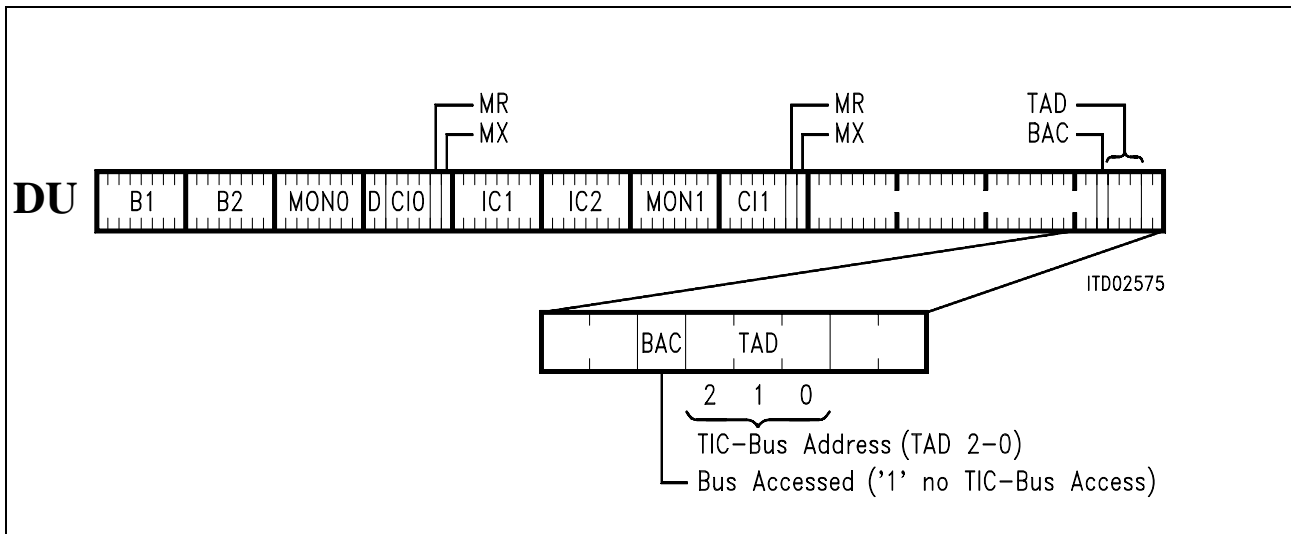 MR MR TAD
MX MX BAC
DU B1 B2 MON0 D CI0 IC1 IC2 MON1 CI1
ITD02575
BAC TAD
2 1 0
TIC-Bus Address (TAD 2-0)
Bus Accessed ('1' no TIC-Bus Access)